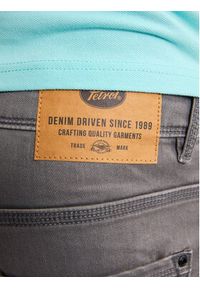 Petrol
DENIM DRIVEN SINCE 1989
CRAFTING QUALITY GARMENTS
TRADE MARK